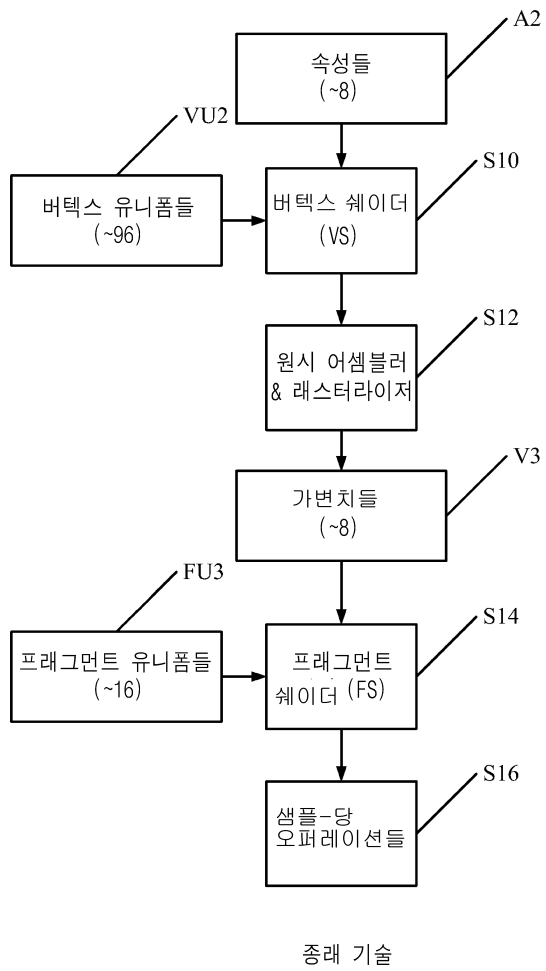 A2
속성들
(~8)
VU2
버텍스 유니폼들
(~96)
S10
버텍스 쉐이더
(VS)
S12
원시 어셈블러
& 래스터라이저
V3
가변치들
(~8)
FU3
프래그먼트 유니폼들
(~16)
S14
프래그먼트
쉐이더 (FS)
S16
샘플-당
오퍼레이션들
종래 기술